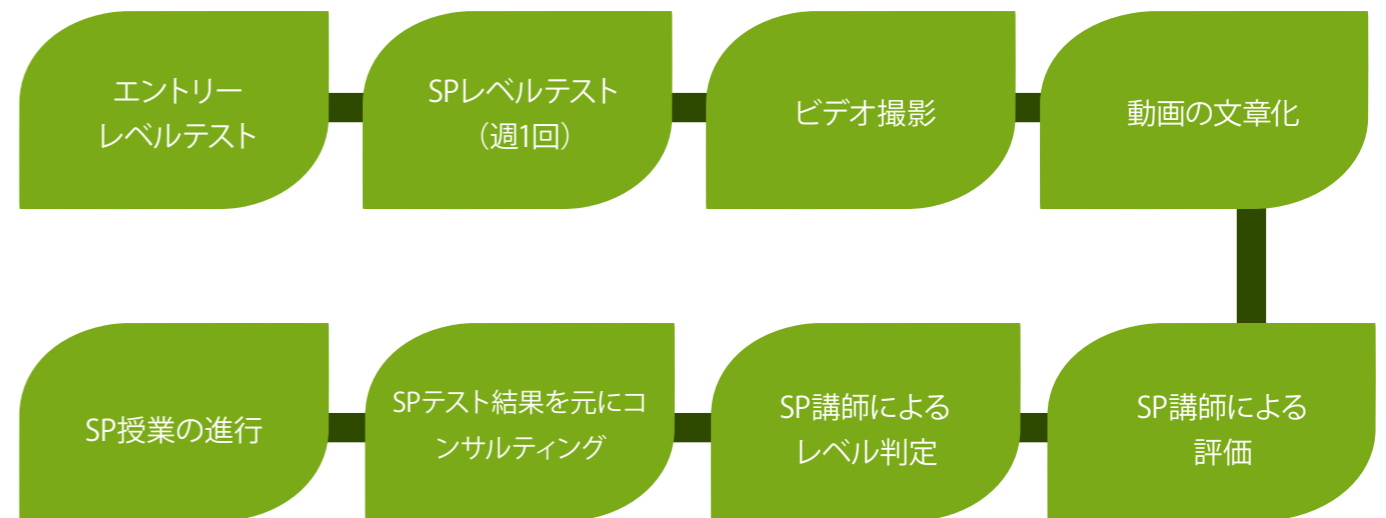 エントリー
レベルテスト
SPレベルテスト
（週1回）
ビデオ撮影
動画の文章化
SP講師による
評価
SP講師による
レベル判定
SPテスト結果を元にコ
ンサルティング
SP授業の進行